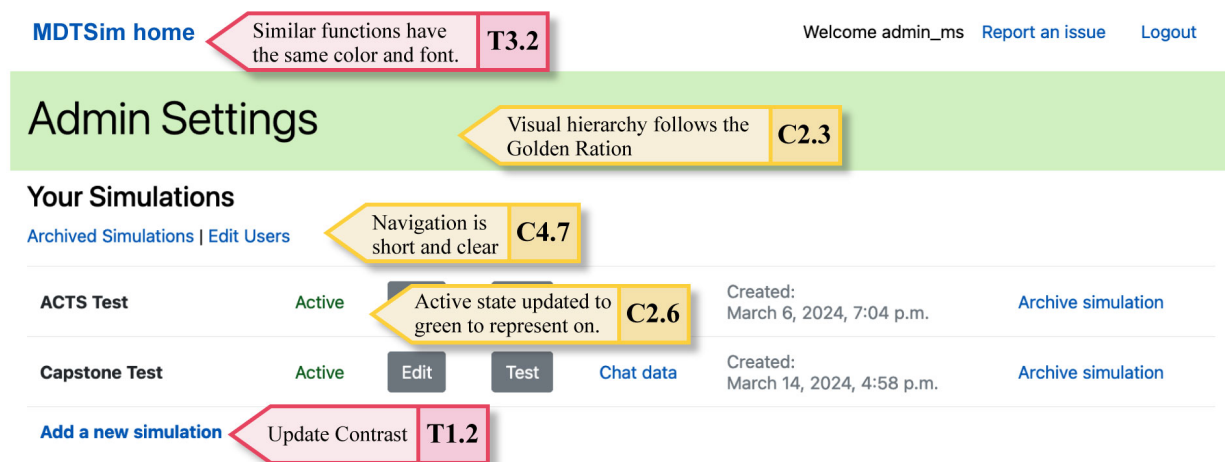 MDTSim home
Similar functions have
the same color and font.
T3.2
Welcome admin_ms Report an issue Logout
Admin Settings
Visual hierarchy follows the
Golden Ration
C2.3
Your Simulations
Archived Simulations | Edit Users
Navigation is
short and clear
C4.7
ACTS Test
Active
Active state updated to
green to represent on.
C2.6
Created:
March 6, 2024, 7:04 p.m.
Archive simulation
Capstone Test
Active
Edit
Test
Chat data
Created:
March 14, 2024, 4:58 p.m.
Archive simulation
Add a new simulation
Update Contrast
T1.2